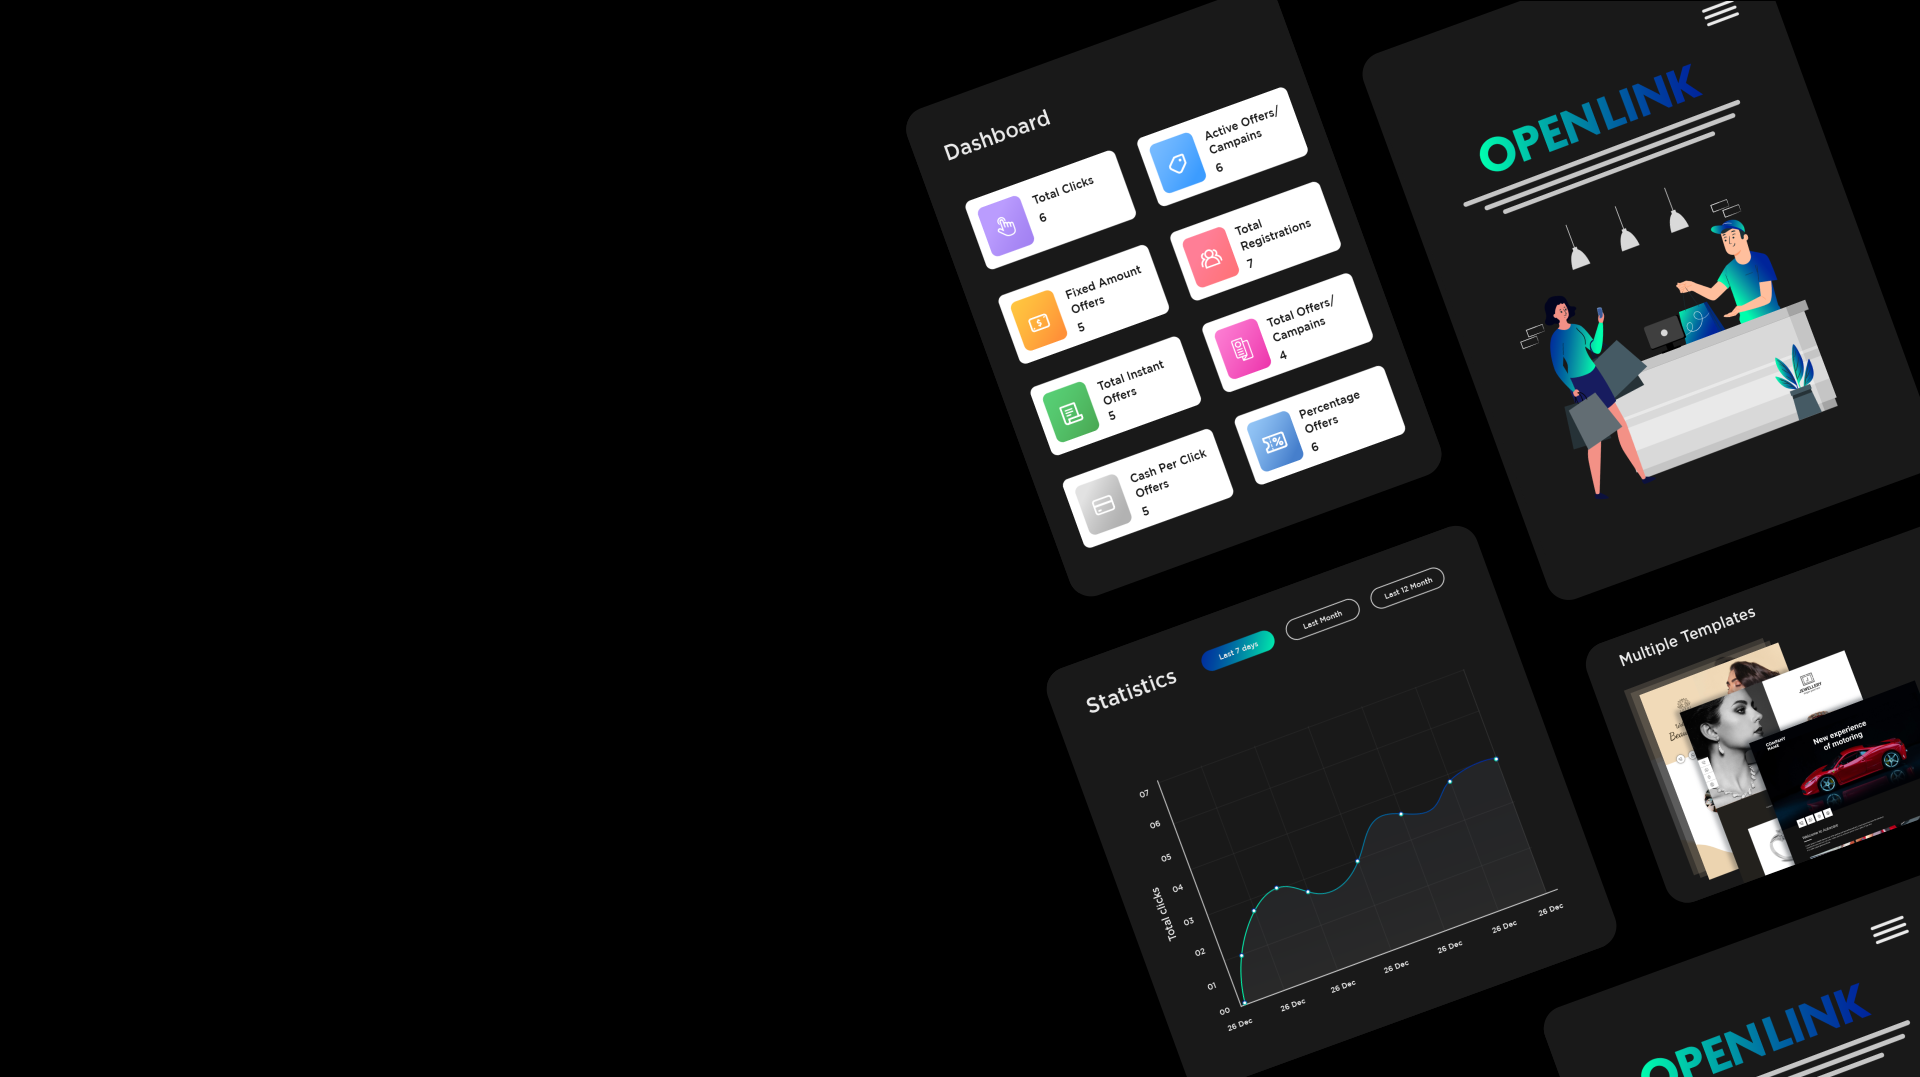 Dashboard
Total Clicks
6
Active Offers/
Campains
6
Fixed Amount
Offers
5
Total
Registrations
7
Total Instant
Offers
5
Total Offers/
Campains
4
Cash Per Click
Offers
5
Percentage
Offers
6
OPENLINK
Statistics
Last 7 days
Last Month
Last 12 Month
Total clicks
07
06
05
04
03
02
01
00
26 Dec
26 Dec
26 Dec
26 Dec
26 Dec
26 Dec
26 Dec
Multiple Templates
JEWELLERY
COMPANY
NAME
New experience
of motoring
OPENLINK